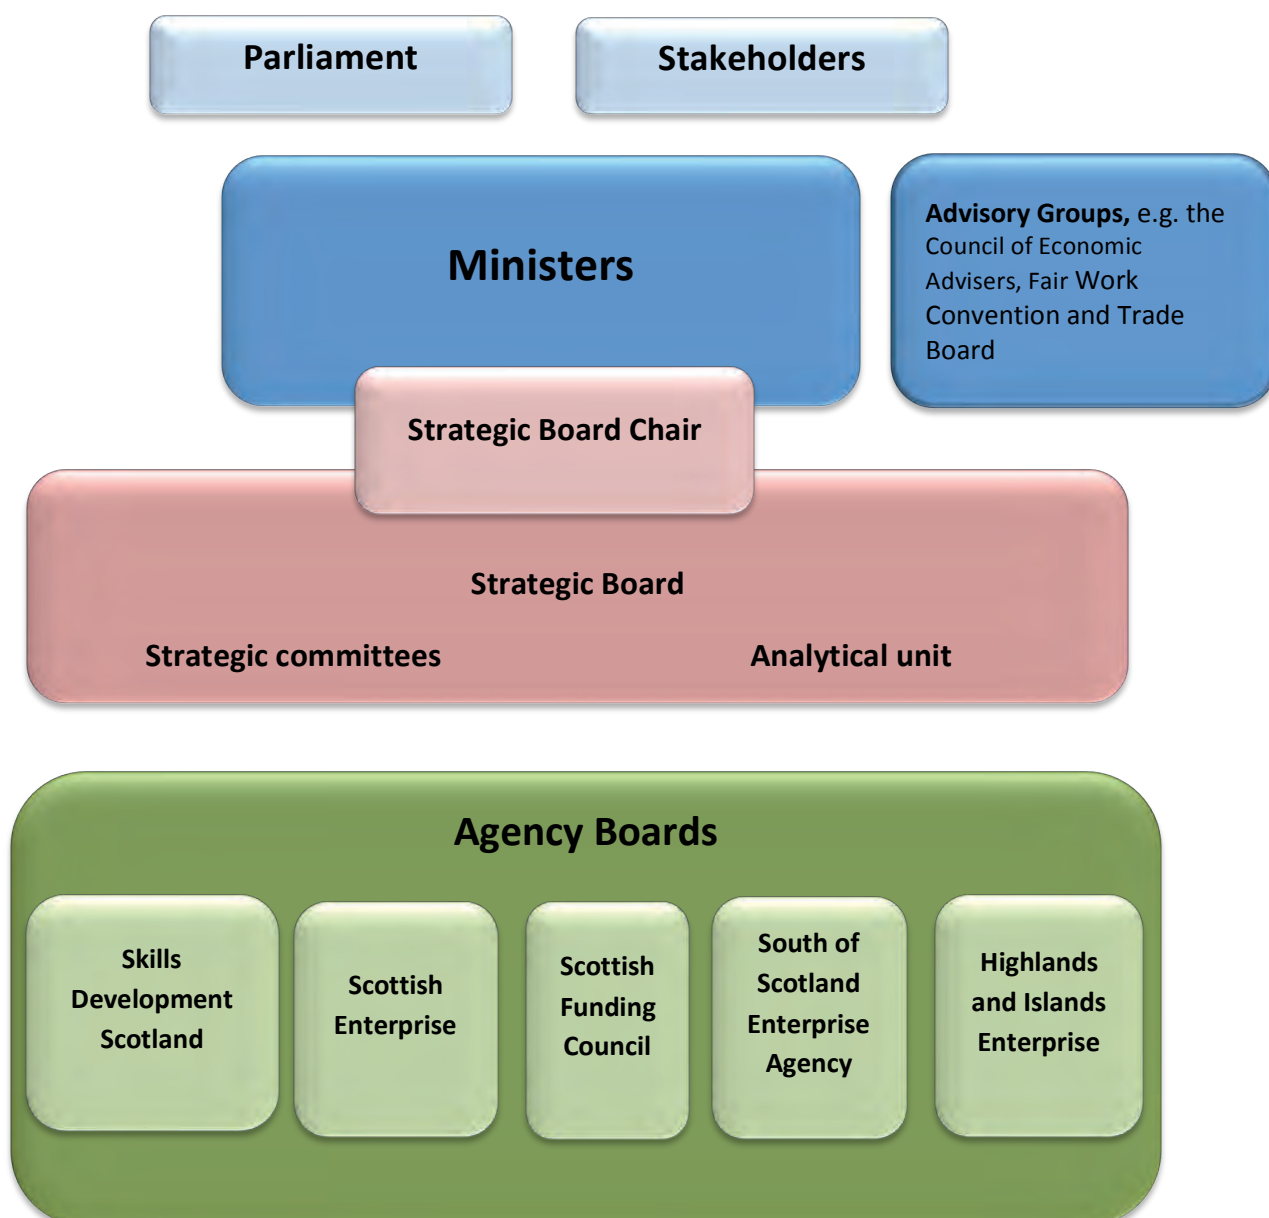 Parliament
Stakeholders
Ministers
Advisory Groups, e.g. the
Council of Economic
Advisers, Fair Work
Convention and Trade
Board
Strategic Board Chair
Strategic Board
Strategic committees
Analytical unit
Agency Boards
Skills
Development
Scotland
Scottish
Enterprise
Scottish
Funding
Council
South of
Scotland
Enterprise
Agency
Highlands
and Islands
Enterprise